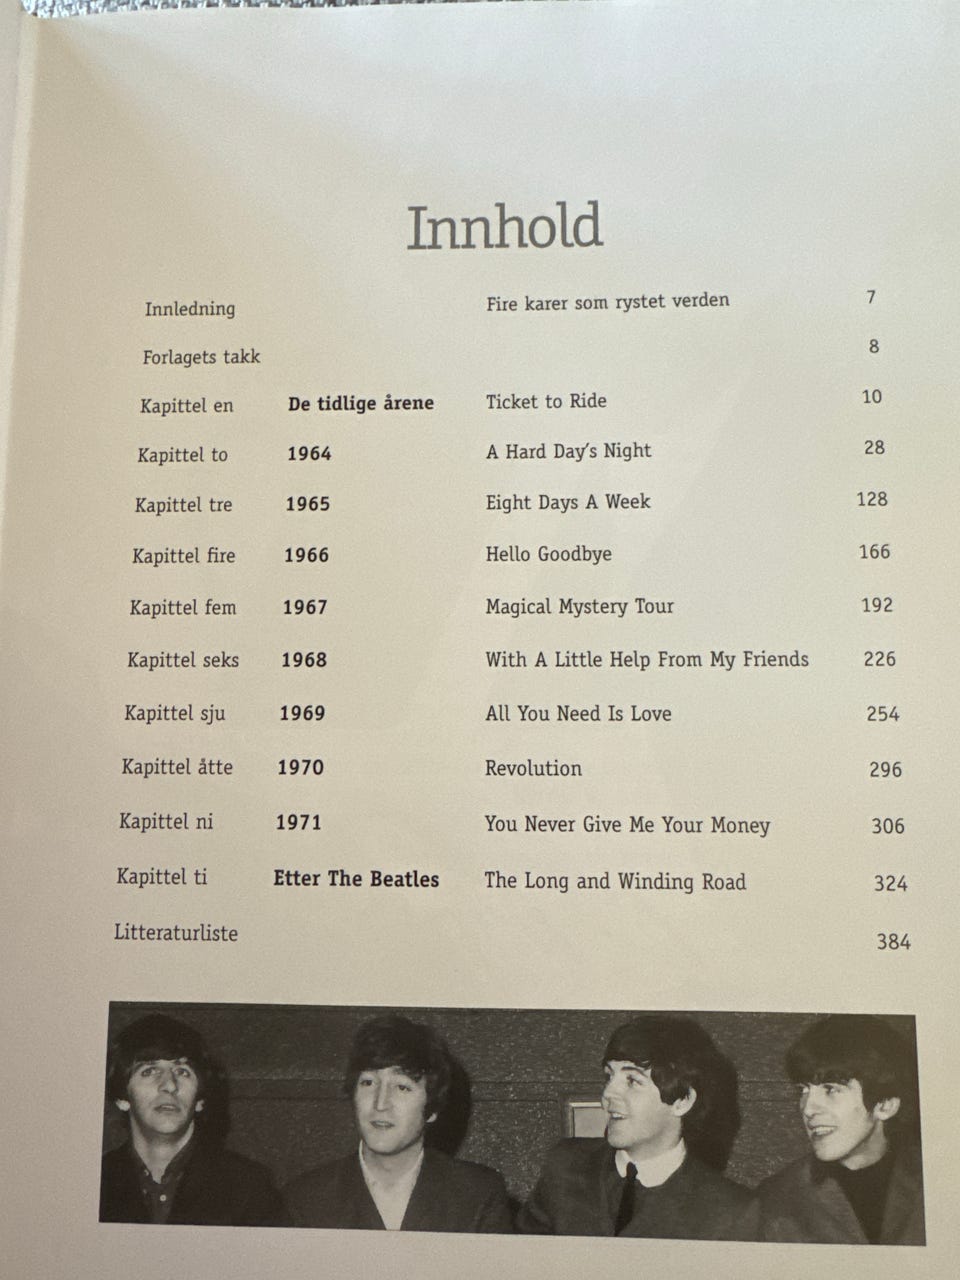 Innhold
Innledning Fire karer som rystet verden 7
Forlagets takk 8
Kapittel en De tidlige årene Ticket to Ride 10
Kapittel to 1964 A Hard Day's Night 28
Kapittel tre 1965 Eight Days A Week 128
Kapittel fire 1966 Hello Goodbye 166
Kapittel fem 1967 Magical Mystery Tour 192
Kapittel seks 1968 With A Little Help From My Friends 226
Kapittel sju 1969 All You Need Is Love 254
Kapittel åtte 1970 Revolution 296
Kapittel ni 1971 You Never Give Me Your Money 306
Kapittel ti Etter The Beatles The Long and Winding Road 324
Litteraturliste 384